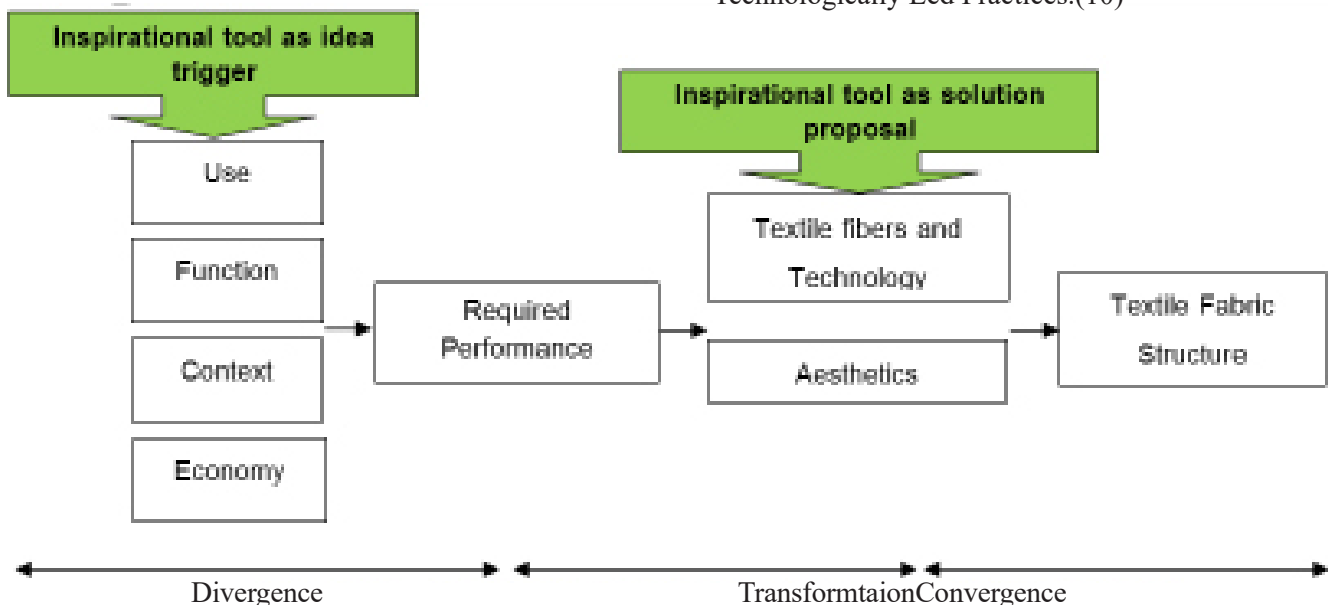 Technologically Led Practices.(10)
Inspirational tool as idea
trigger
Inspirational tool as solution
proposal
Use
Function
Context
Economy
Required
Performance
Textile fibers and
Technology
Aesthetics
Textile Fabric
Structure
Divergence
TransformtaionConvergence